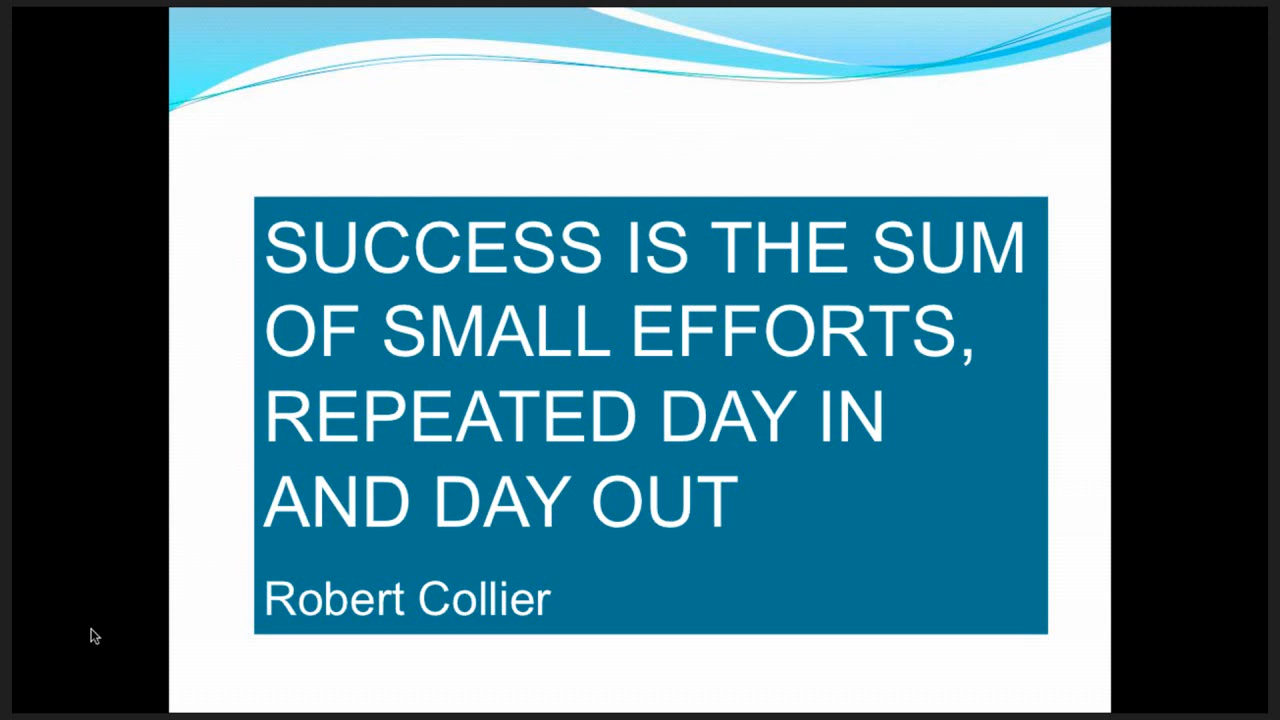 SUCCESS IS THE SUM
OF SMALL EFFORTS,
REPEATED DAY IN
AND DAY OUT
Robert Collier